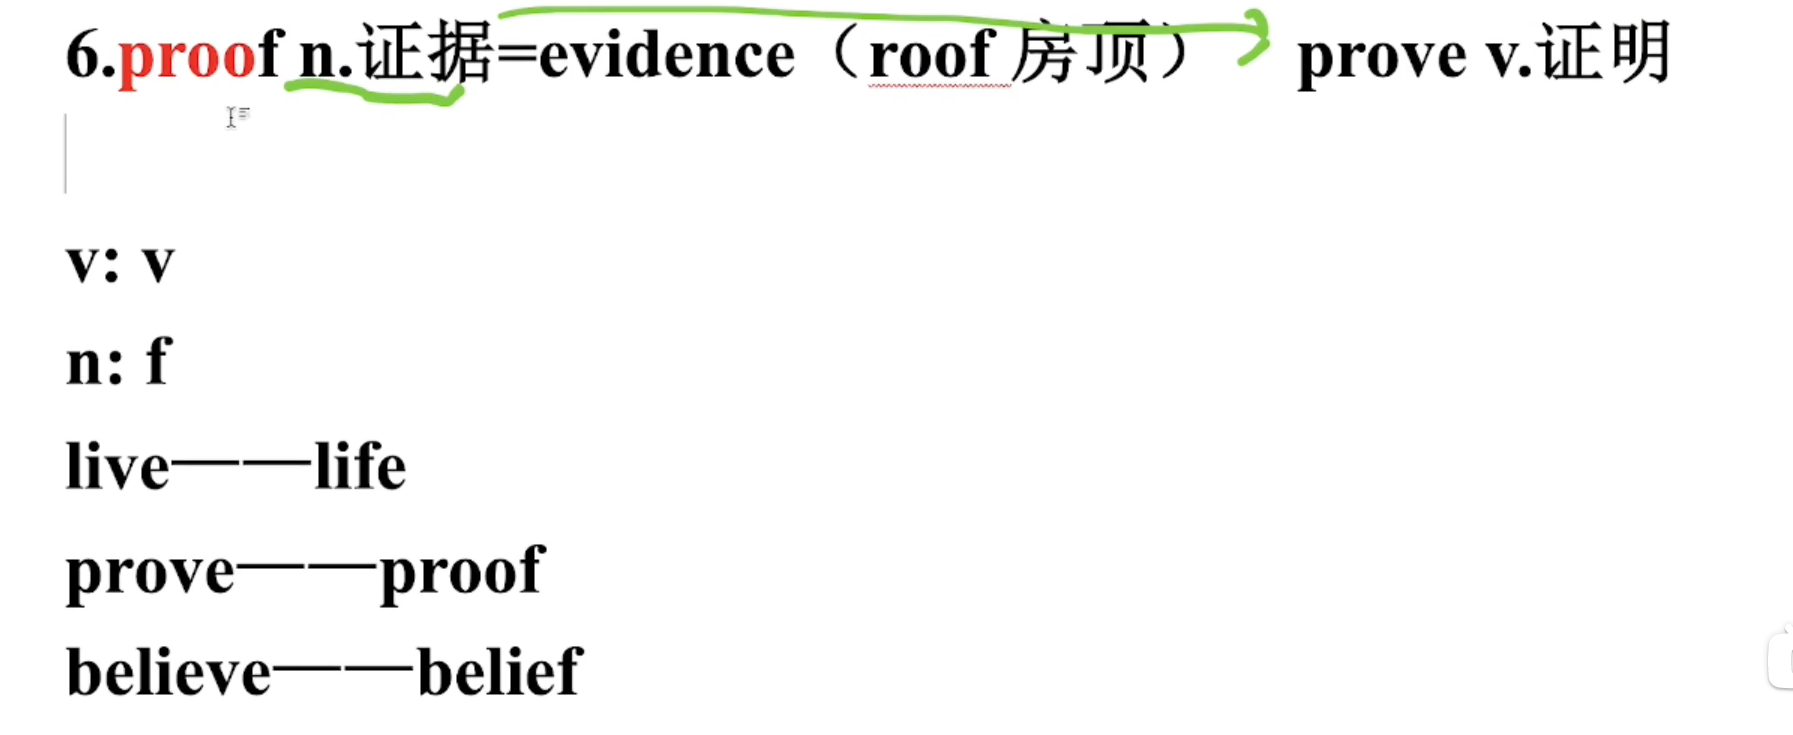 6.proof n.证据=evidence（roof 房顶） prove v.证明
v: v
n: f
live——life
prove——proof
believe——belief